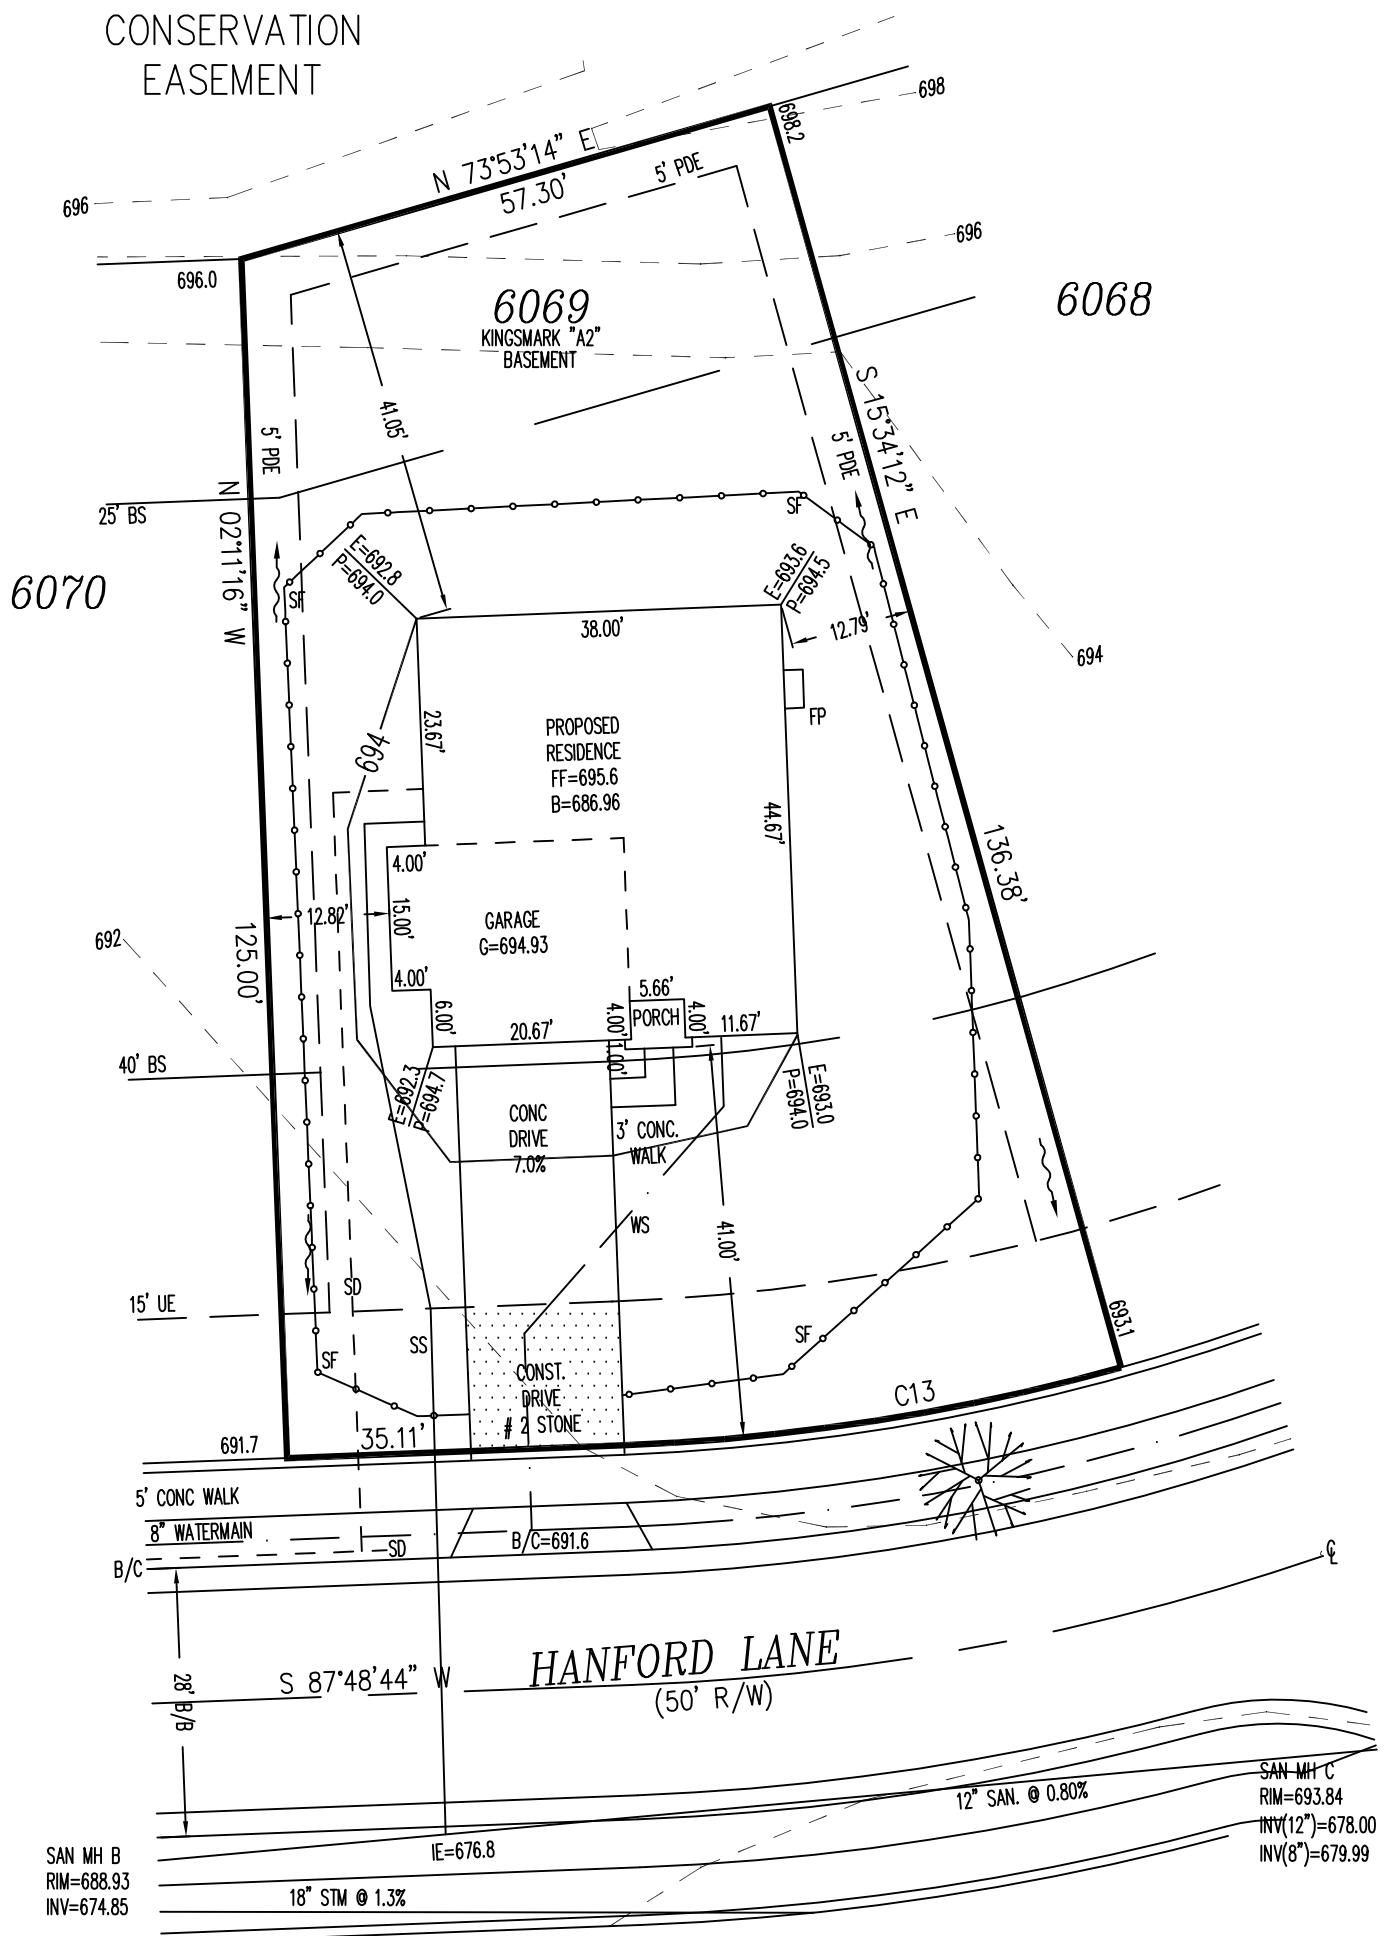 CONSERVATION
EASEMENT
698
698.2
N 73°53'14" E
57.30'
5' PDE
696
696
696.0
6069
KINGSMARK "A2"
BASEMENT
6068
41.05'
S 15°34'12" E
5' PDE
5' PDE
N 02°11'16" W
25' BS
SF
6070
E=692.8
P=694.0
E=693.6
P=694.5
SF
38.00'
12.79'
694
FP
23.67'
694
PROPOSED
RESIDENCE
FF=695.6
B=686.96
44.67'
136.38'
4.00'
12.82'
15.00'
GARAGE
G=694.93
692
125.00'
4.00'
6.00'
5.66'
4.00'
PORCH
4.00'
11.67'
20.67'
1.00'
40' BS
E=692.3
P=694.7
E=693.0
P=694.0
CONC
DRIVE
7.0%
3' CONC.
WALK
WS
41.00'
15' UE
SD
SS
SF
SF
693.1
CONST.
DRIVE
# 2 STONE
C13
691.7
35.11'
5' CONC WALK
8" WATERMAIN
B/C=691.6
SD
B/C
28' B/B
HANFORD LANE
(50' R/W)
S 87°48'44" W
12" SAN. @ 0.80%
SAN MH C
RIM=693.84
INV(12")=678.00
INV(8")=679.99
IE=676.8
SAN MH B
RIM=688.93
INV=674.85
18" STM @ 1.3%